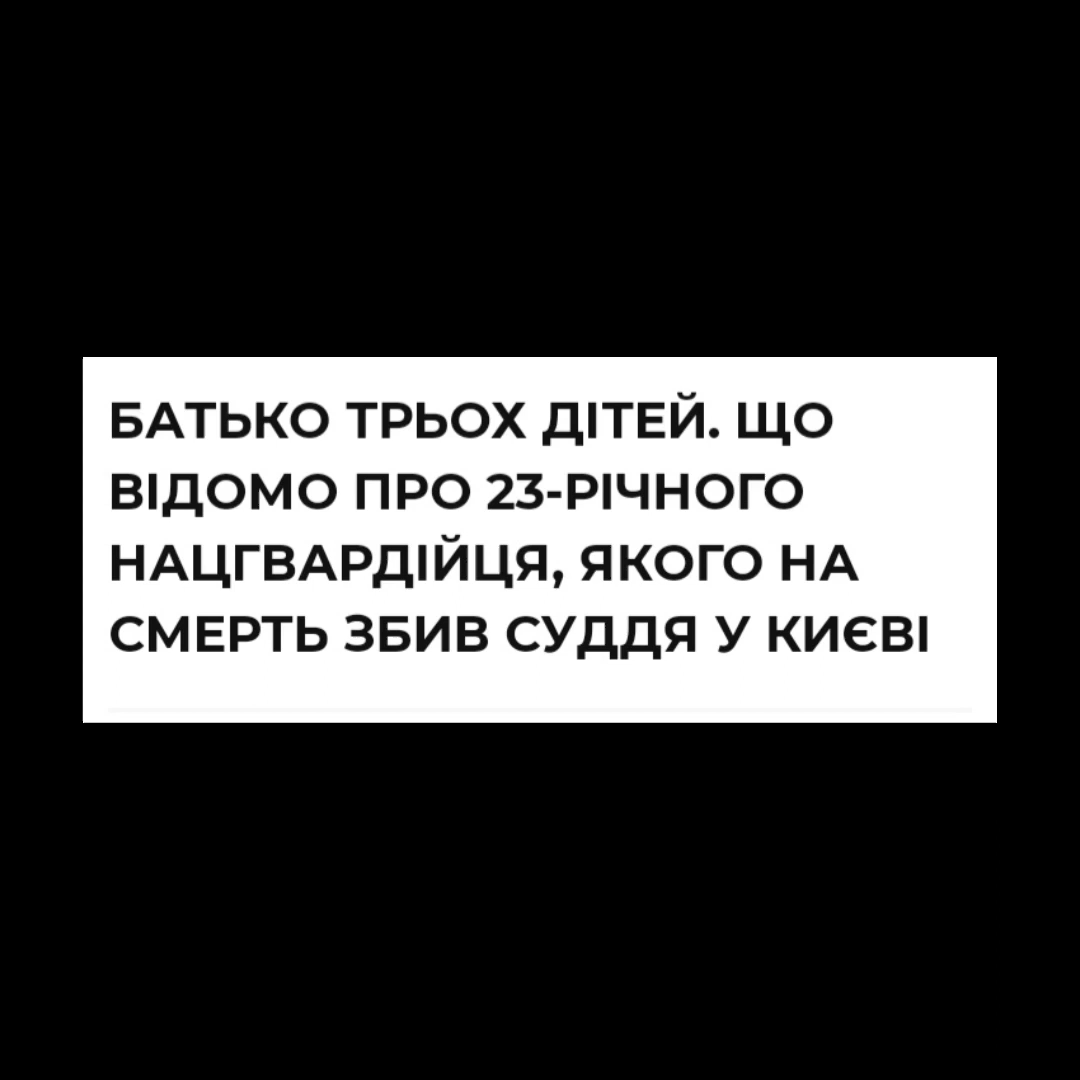 БАТЬКО ТРЬОХ ДІТЕЙ. ЩО
ВІДОМО ПРО 23-РІЧНОГО
НАЦГВАРДІЙЦЯ, ЯКОГО НА
СМЕРТЬ ЗБИВ СУДДЯ У КИЄВІ